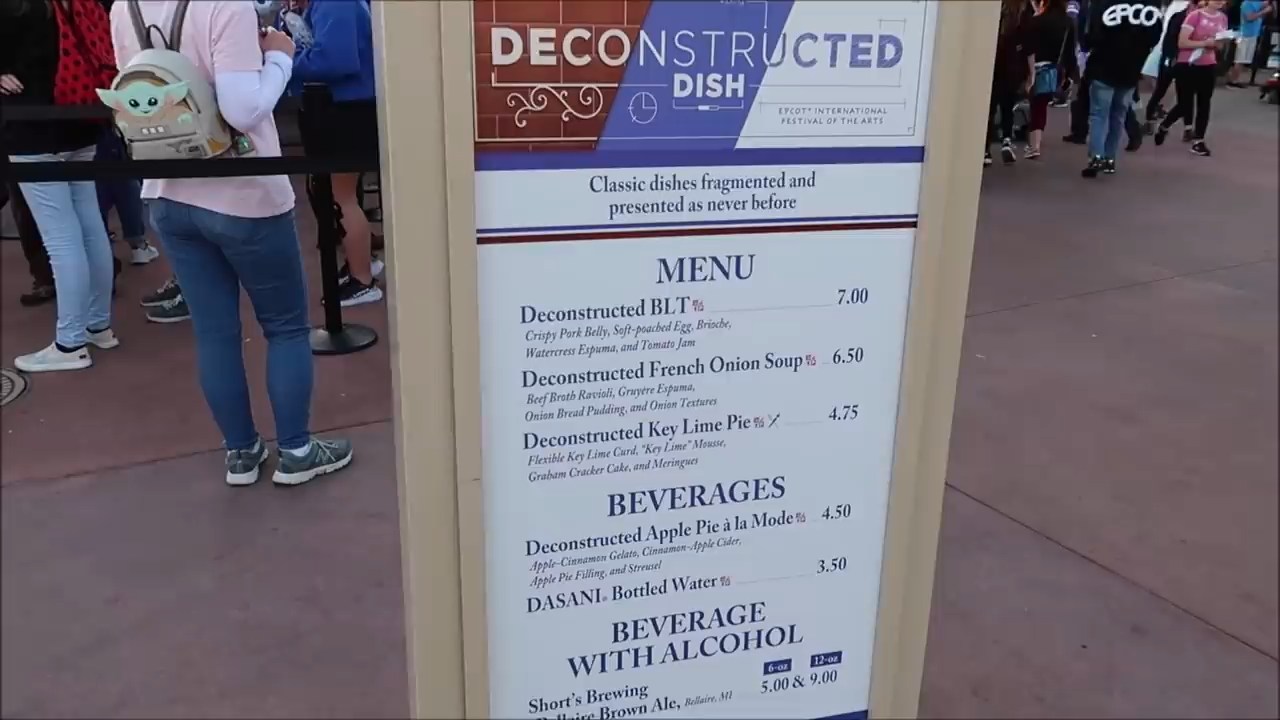 DECONSTRUCTED
DISH
EPCOT® INTERNATIONAL
FESTIVAL OF THE ARTS
Classic dishes fragmented and
presented as never before
MENU
Deconstructed BLT 7.00
Crispy Pork Belly, Soft-poached Egg, Brioche,
Watercress Espuma, and Tomato Jam
Deconstructed French Onion Soup 6.50
Beef Broth Ravioli, Gruyère Espuma,
Onion Bread Pudding, and Onion Textures
Deconstructed Key Lime Pie 4.75
Flexible Key Lime Curd, "Key Lime" Mousse,
Graham Cracker Cake, and Meringues
BEVERAGES
Deconstructed Apple Pie à la Mode 4.50
Apple-Cinnamon Gelato, Cinnamon-Apple Cider,
Apple Pie Filling, and Streusel
DASANI® Bottled Water 3.50
BEVERAGE
WITH ALCOHOL
6-oz 12-oz
Short's Brewing 5.00 & 9.00
Bellaire Brown Ale, Bellaire, MI
EPCOT